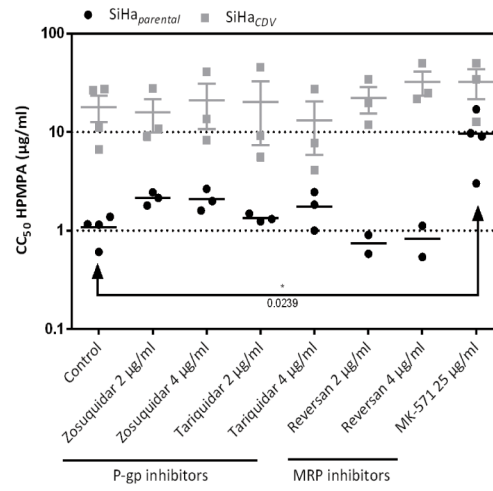 SiHaparental SiHaCDV
CC50 HPMPA (µg/ml)
100
10
1
0.1
*
0.0239
Control
Zosuquidar 2 µg/ml
Zosuquidar 4 µg/ml
Tariquidar 2 µg/ml
Tariquidar 4 µg/ml
Reversan 2 µg/ml
Reversan 4 µg/ml
MK-571 25 µg/ml
P-gp inhibitors
MRP inhibitors